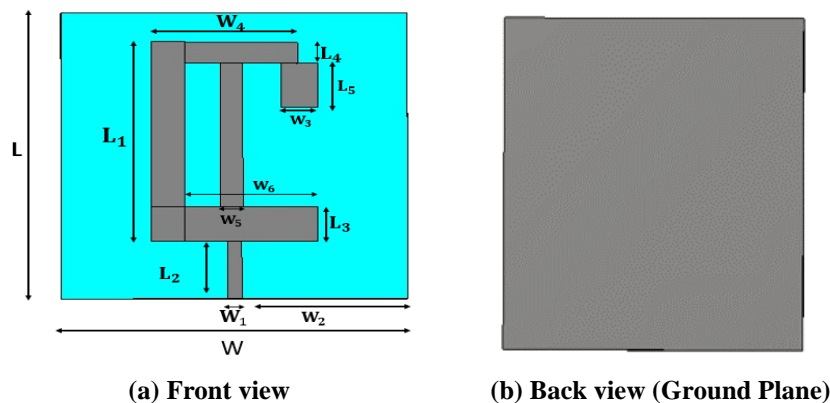 W₄
L₄
L₅
w₃
L₁
L
w₆
w₅
L₃
L₂
W₁
w₂
W
(a) Front view
(b) Back view (Ground Plane)